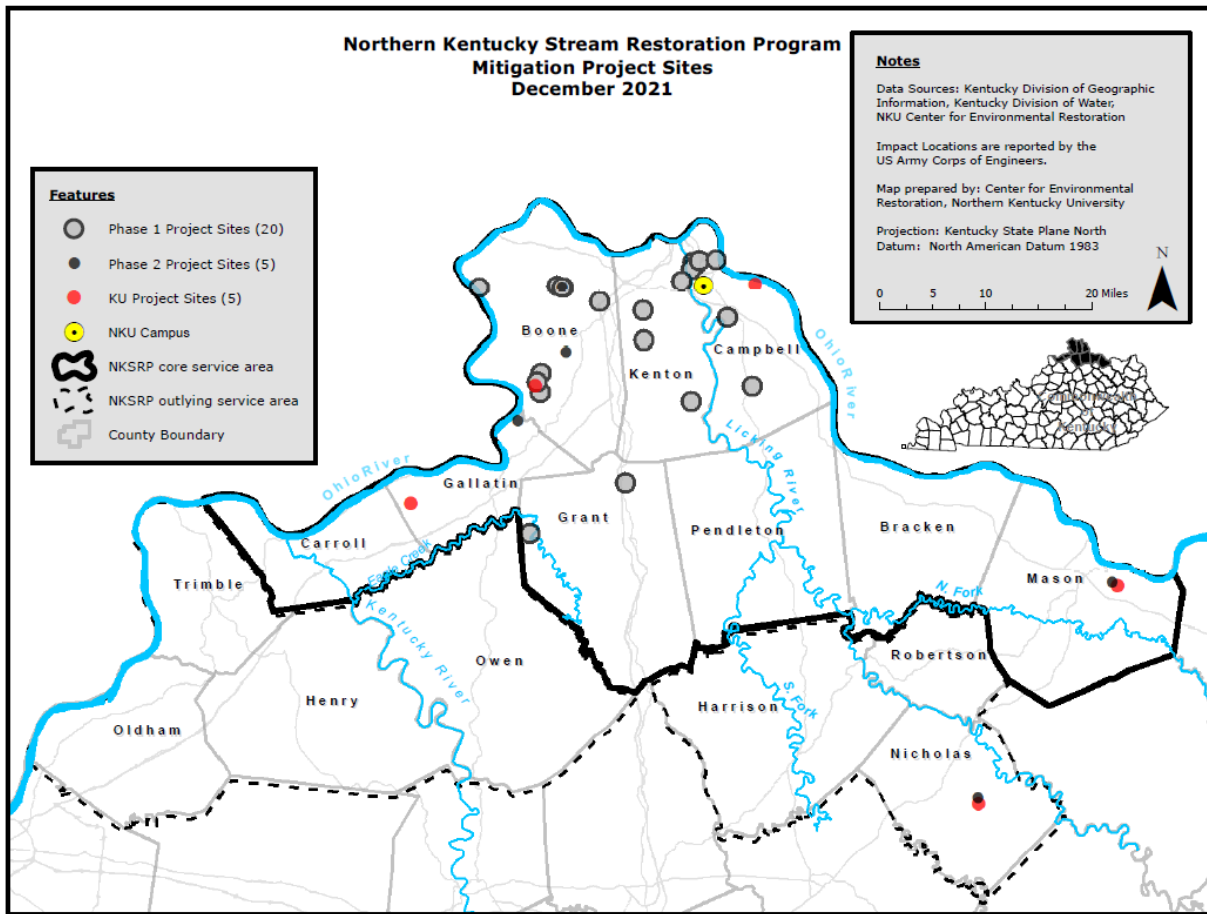 Northern Kentucky Stream Restoration Program
Mitigation Project Sites
December 2021
Notes
Data Sources: Kentucky Division of Geographic
Information, Kentucky Division of Water,
NKU Center for Environmental Restoration
Impact Locations are reported by the
US Army Corps of Engineers.
Map prepared by: Center for Environmental
Restoration, Northern Kentucky University
Projection: Kentucky State Plane North
Datum: North American Datum 1983
N
0 5 10 20 Miles
Features
Phase 1 Project Sites (20)
Phase 2 Project Sites (5)
KU Project Sites (5)
NKU Campus
NKSRP core service area
NKSRP outlying service area
County Boundary
Boone
Kenton
Campbell
Ohio River
Commonwealth
of
Kentucky
Licking River
Ohio River
Gallatin
Grant
Pendleton
Bracken
Carroll
Eagle Creek
Trimble
Mason
N. Fork
Kentucky River
Owen
Robertson
Henry
Harrison
S. Fork
Oldham
Nicholas